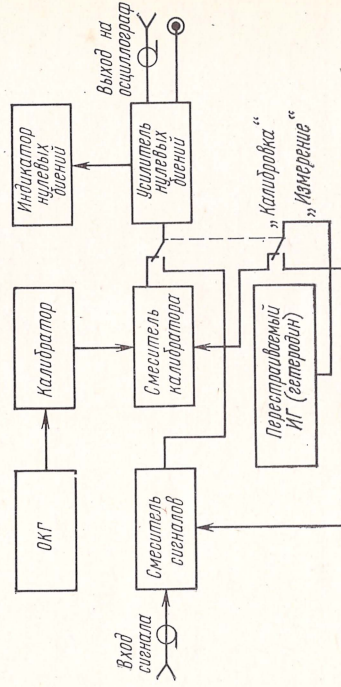 ОКГ
Калибратор
Индикатор
нулевых
биений
Вход
сигнала
Смеситель
сигналов
Смеситель
калибратора
Усилитель
нулевых
биений
Выход на
осциллограф
Перестраиваемый
ИГ (гетеродин)
„Калибровка“
„Измерение“